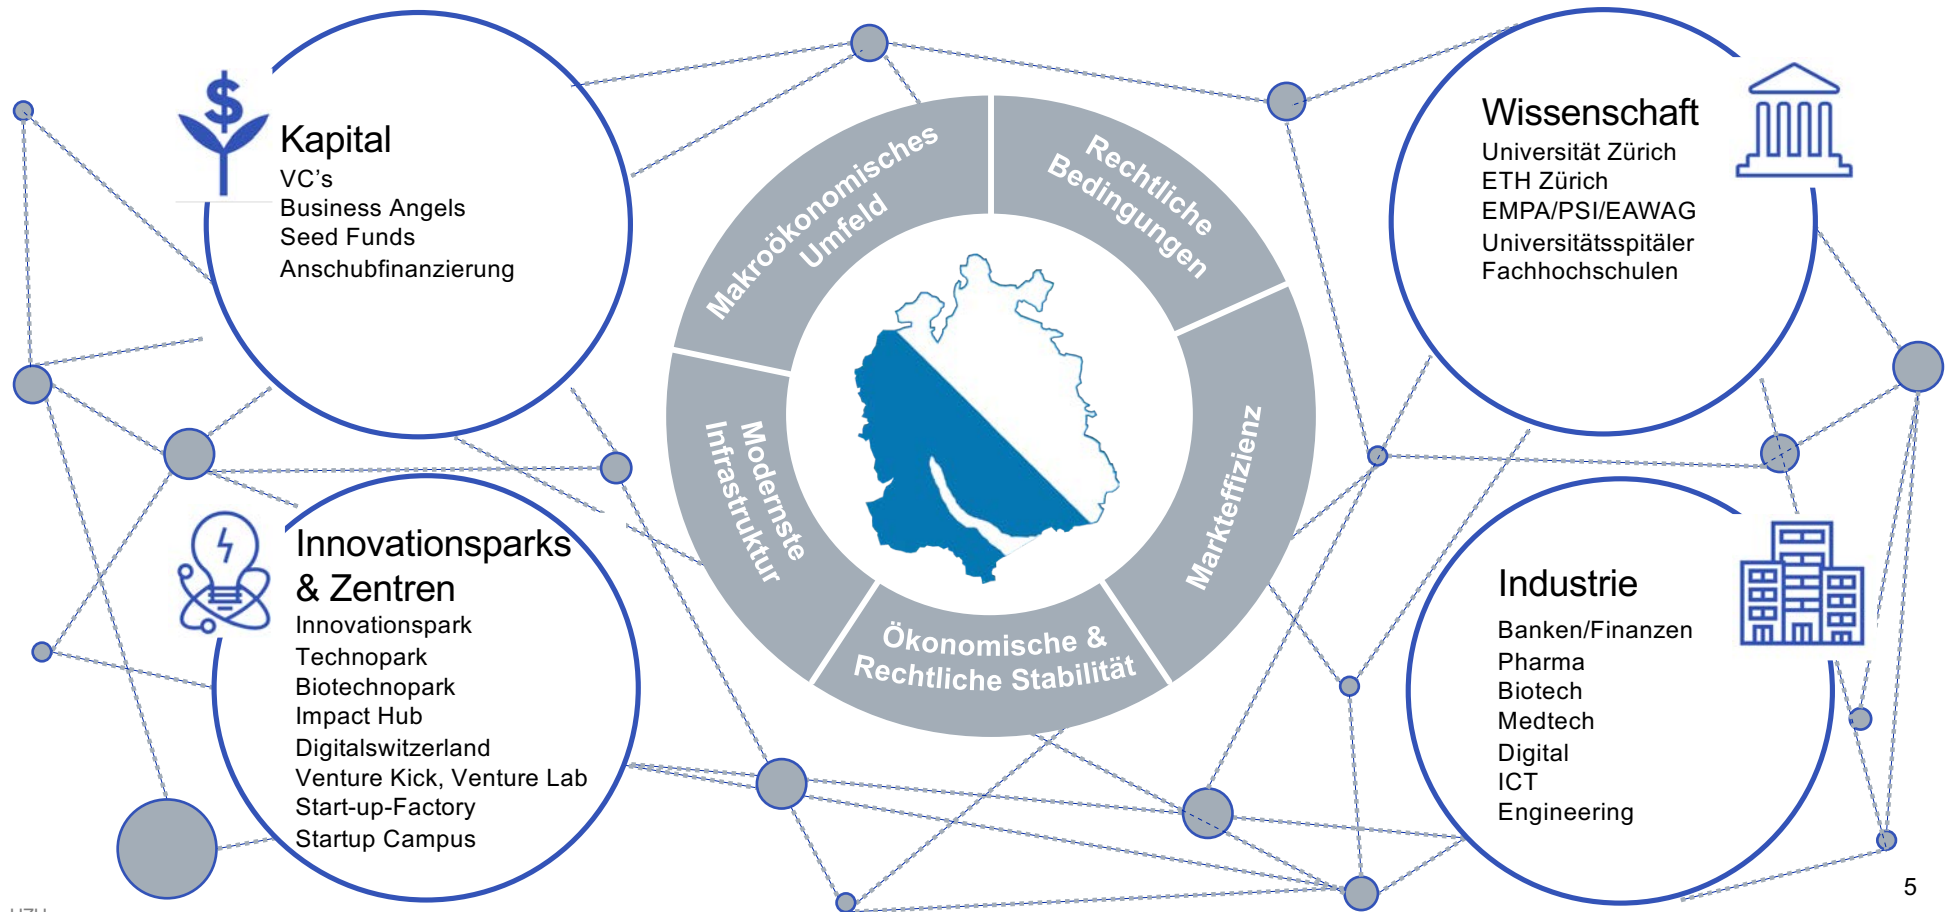 Kapital
VC's
Business Angels
Seed Funds
Anschubfinanzierung
Makroökonomisches
Umfeld
Rechtliche
Bedingungen
Wissenschaft
Universität Zürich
ETH Zürich
EMPA/PSI/EAWAG
Universitätsspitäler
Fachhochschulen
Modernste
Infrastruktur
Markteffizienz
Ökonomische &
Rechtliche Stabilität
Innovationsparks
& Zentren
Innovationspark
Technopark
Biotechnopark
Impact Hub
Digitalswitzerland
Venture Kick, Venture Lab
Start-up-Factory
Startup Campus
Industrie
Banken/Finanzen
Pharma
Biotech
Medtech
Digital
ICT
Engineering
5